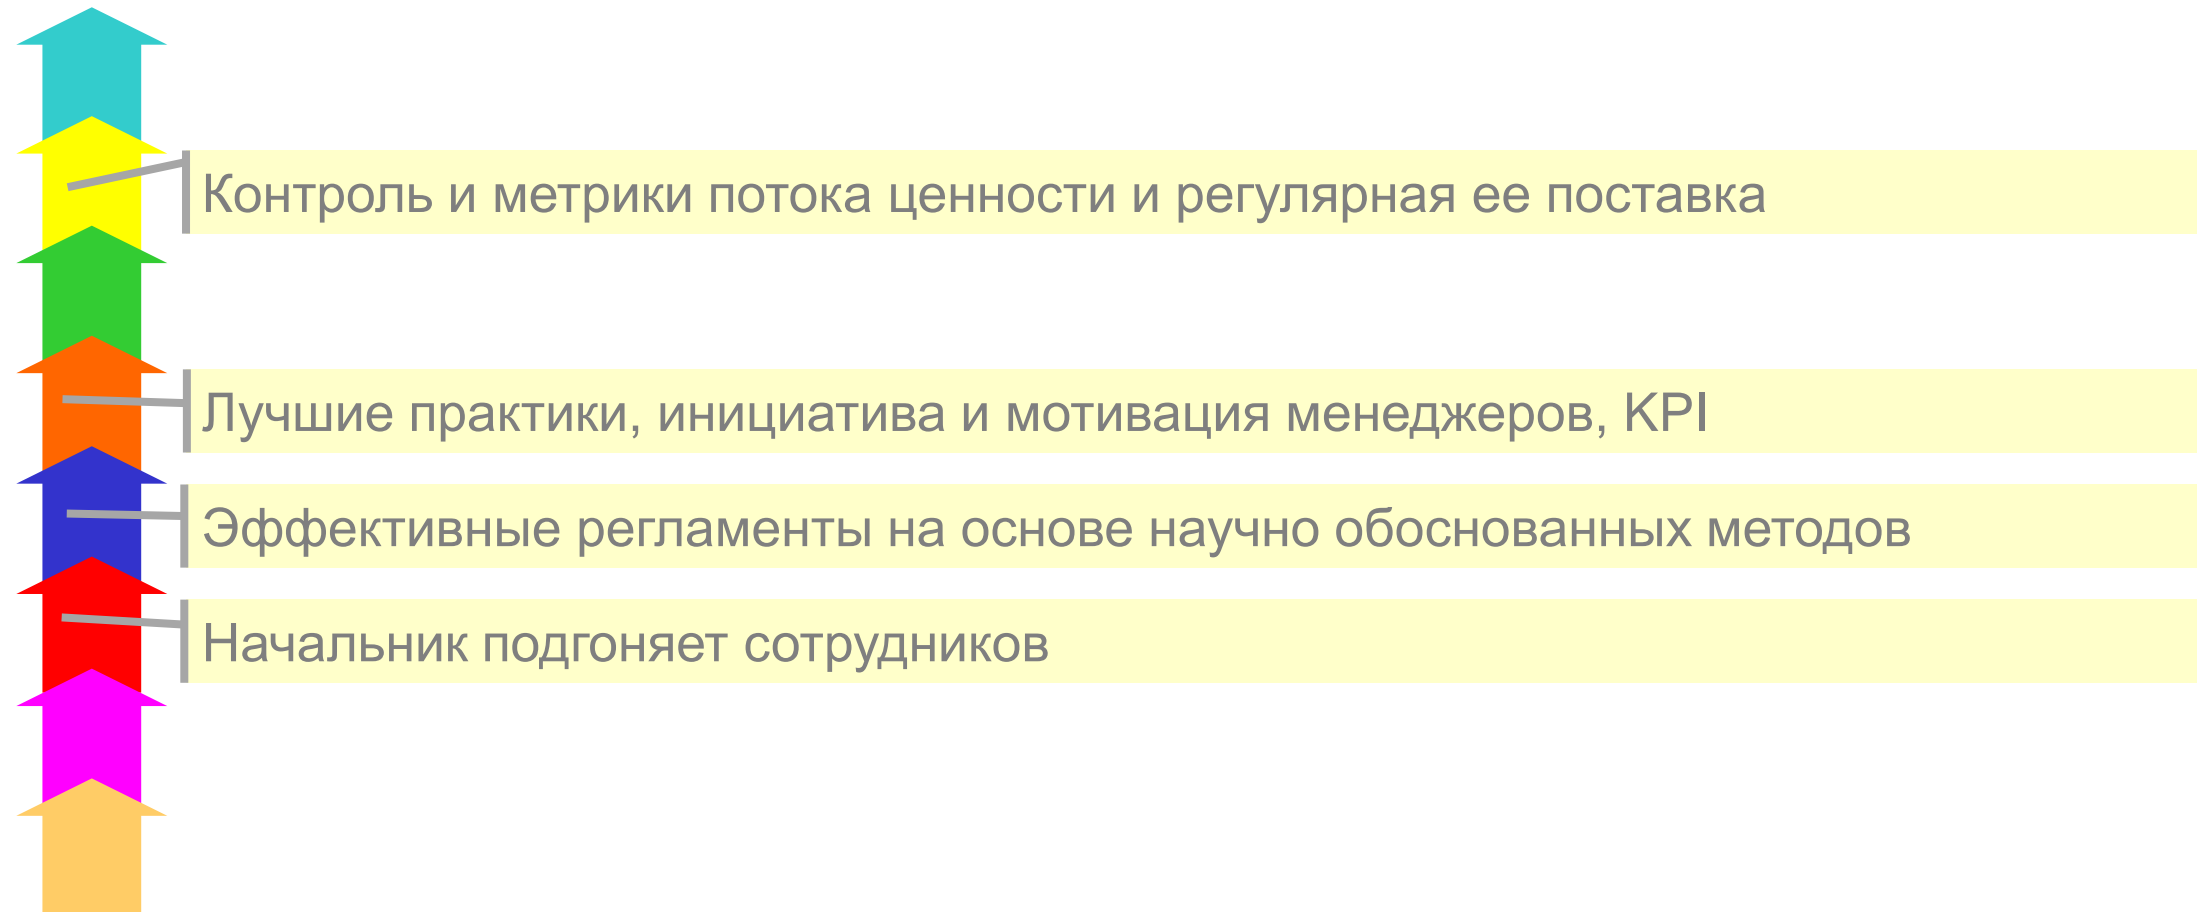 Контроль и метрики потока ценности и регулярная ее поставка
Лучшие практики, инициатива и мотивация менеджеров, KPI
Эффективные регламенты на основе научно обоснованных методов
Начальник подгоняет сотрудников